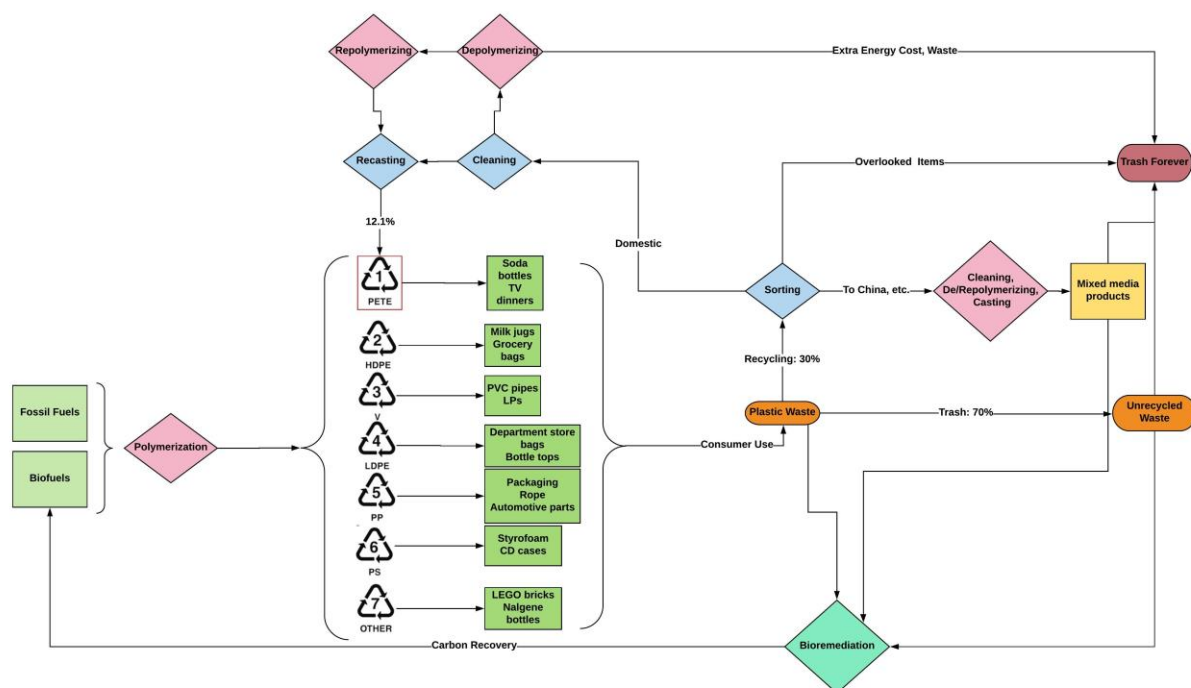 Repolymerizing
Depolymerizing
Extra Energy Cost, Waste
Recasting
Cleaning
Overlooked Items
Trash Forever
12.1%
Domestic
1
PETE
Soda
bottles
TV
dinners
Sorting
To China, etc.
Cleaning,
De/Repolymerizing,
Casting
Mixed media
products
2
HDPE
Milk jugs
Grocery
bags
Recycling: 30%
3
V
PVC pipes
LPs
Fossil Fuels
Biofuels
Polymerization
Plastic Waste
Trash: 70%
Unrecycled
Waste
4
LDPE
Department store
bags
Bottle tops
Consumer Use
5
PP
Packaging
Rope
Automotive parts
6
PS
Styrofoam
CD cases
7
OTHER
LEGO bricks
Nalgene
bottles
Carbon Recovery
Bioremediation